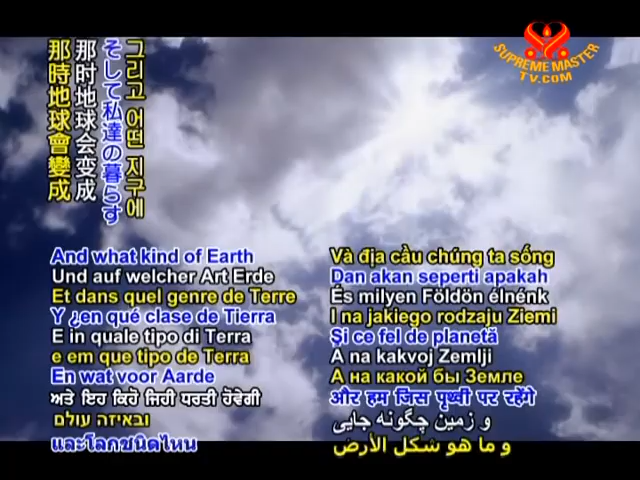 SUPREME MASTER
TV.COM
그리고 어떤 지구에
そして私達の暮らす
那时地球会变成
那時地球會變成
And what kind of Earth
Und auf welcher Art Erde
Et dans quel genre de Terre
Y ¿en qué clase de Tierra
E in quale tipo di Terra
e em que tipo de Terra
En wat voor Aarde
ਅਤੇ ਇਹ ਕਿਹੋ ਜਿਹੀ ਧਰਤੀ ਹੋਵੇਗੀ
ובאיזה עולם
และโลกชนิดไหน
Và địa cầu chúng ta sống
Dan akan seperti apakah
És milyen Földön élnénk
I na jakiego rodzaju Ziemi
Și ce fel de planetă
A na kakvoj Zemlji
А на какой бы Земле
और हम जिस पृथ्वी पर रहेंगे
و زمین چگونه جایی
و ما هو شكل الأرض